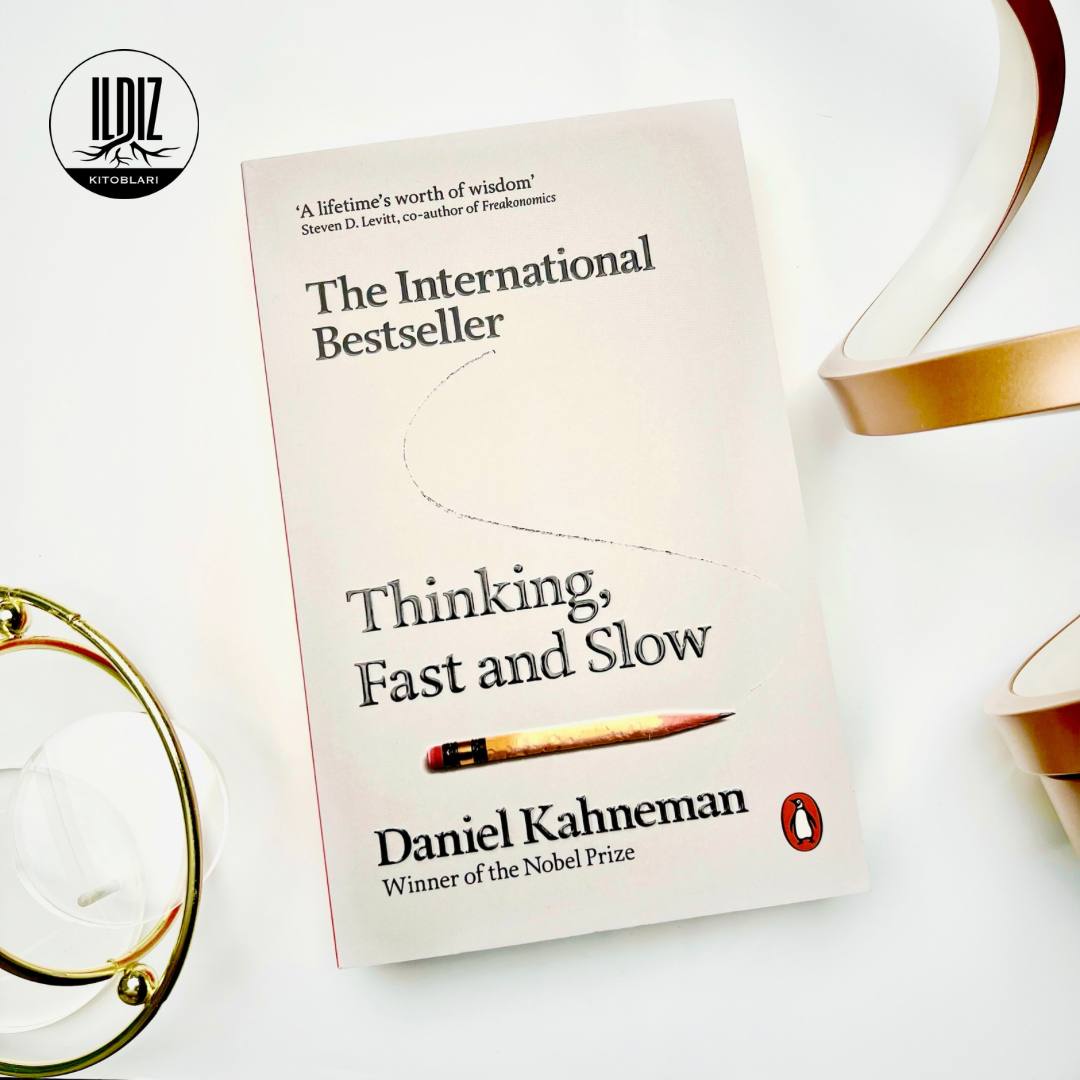 ILDIZ
KITOBLARI
‘A lifetime’s worth of wisdom’
Steven D. Levitt, co-author of Freakonomics
The International
Bestseller
Thinking,
Fast and Slow
Daniel Kahneman
Winner of the Nobel Prize